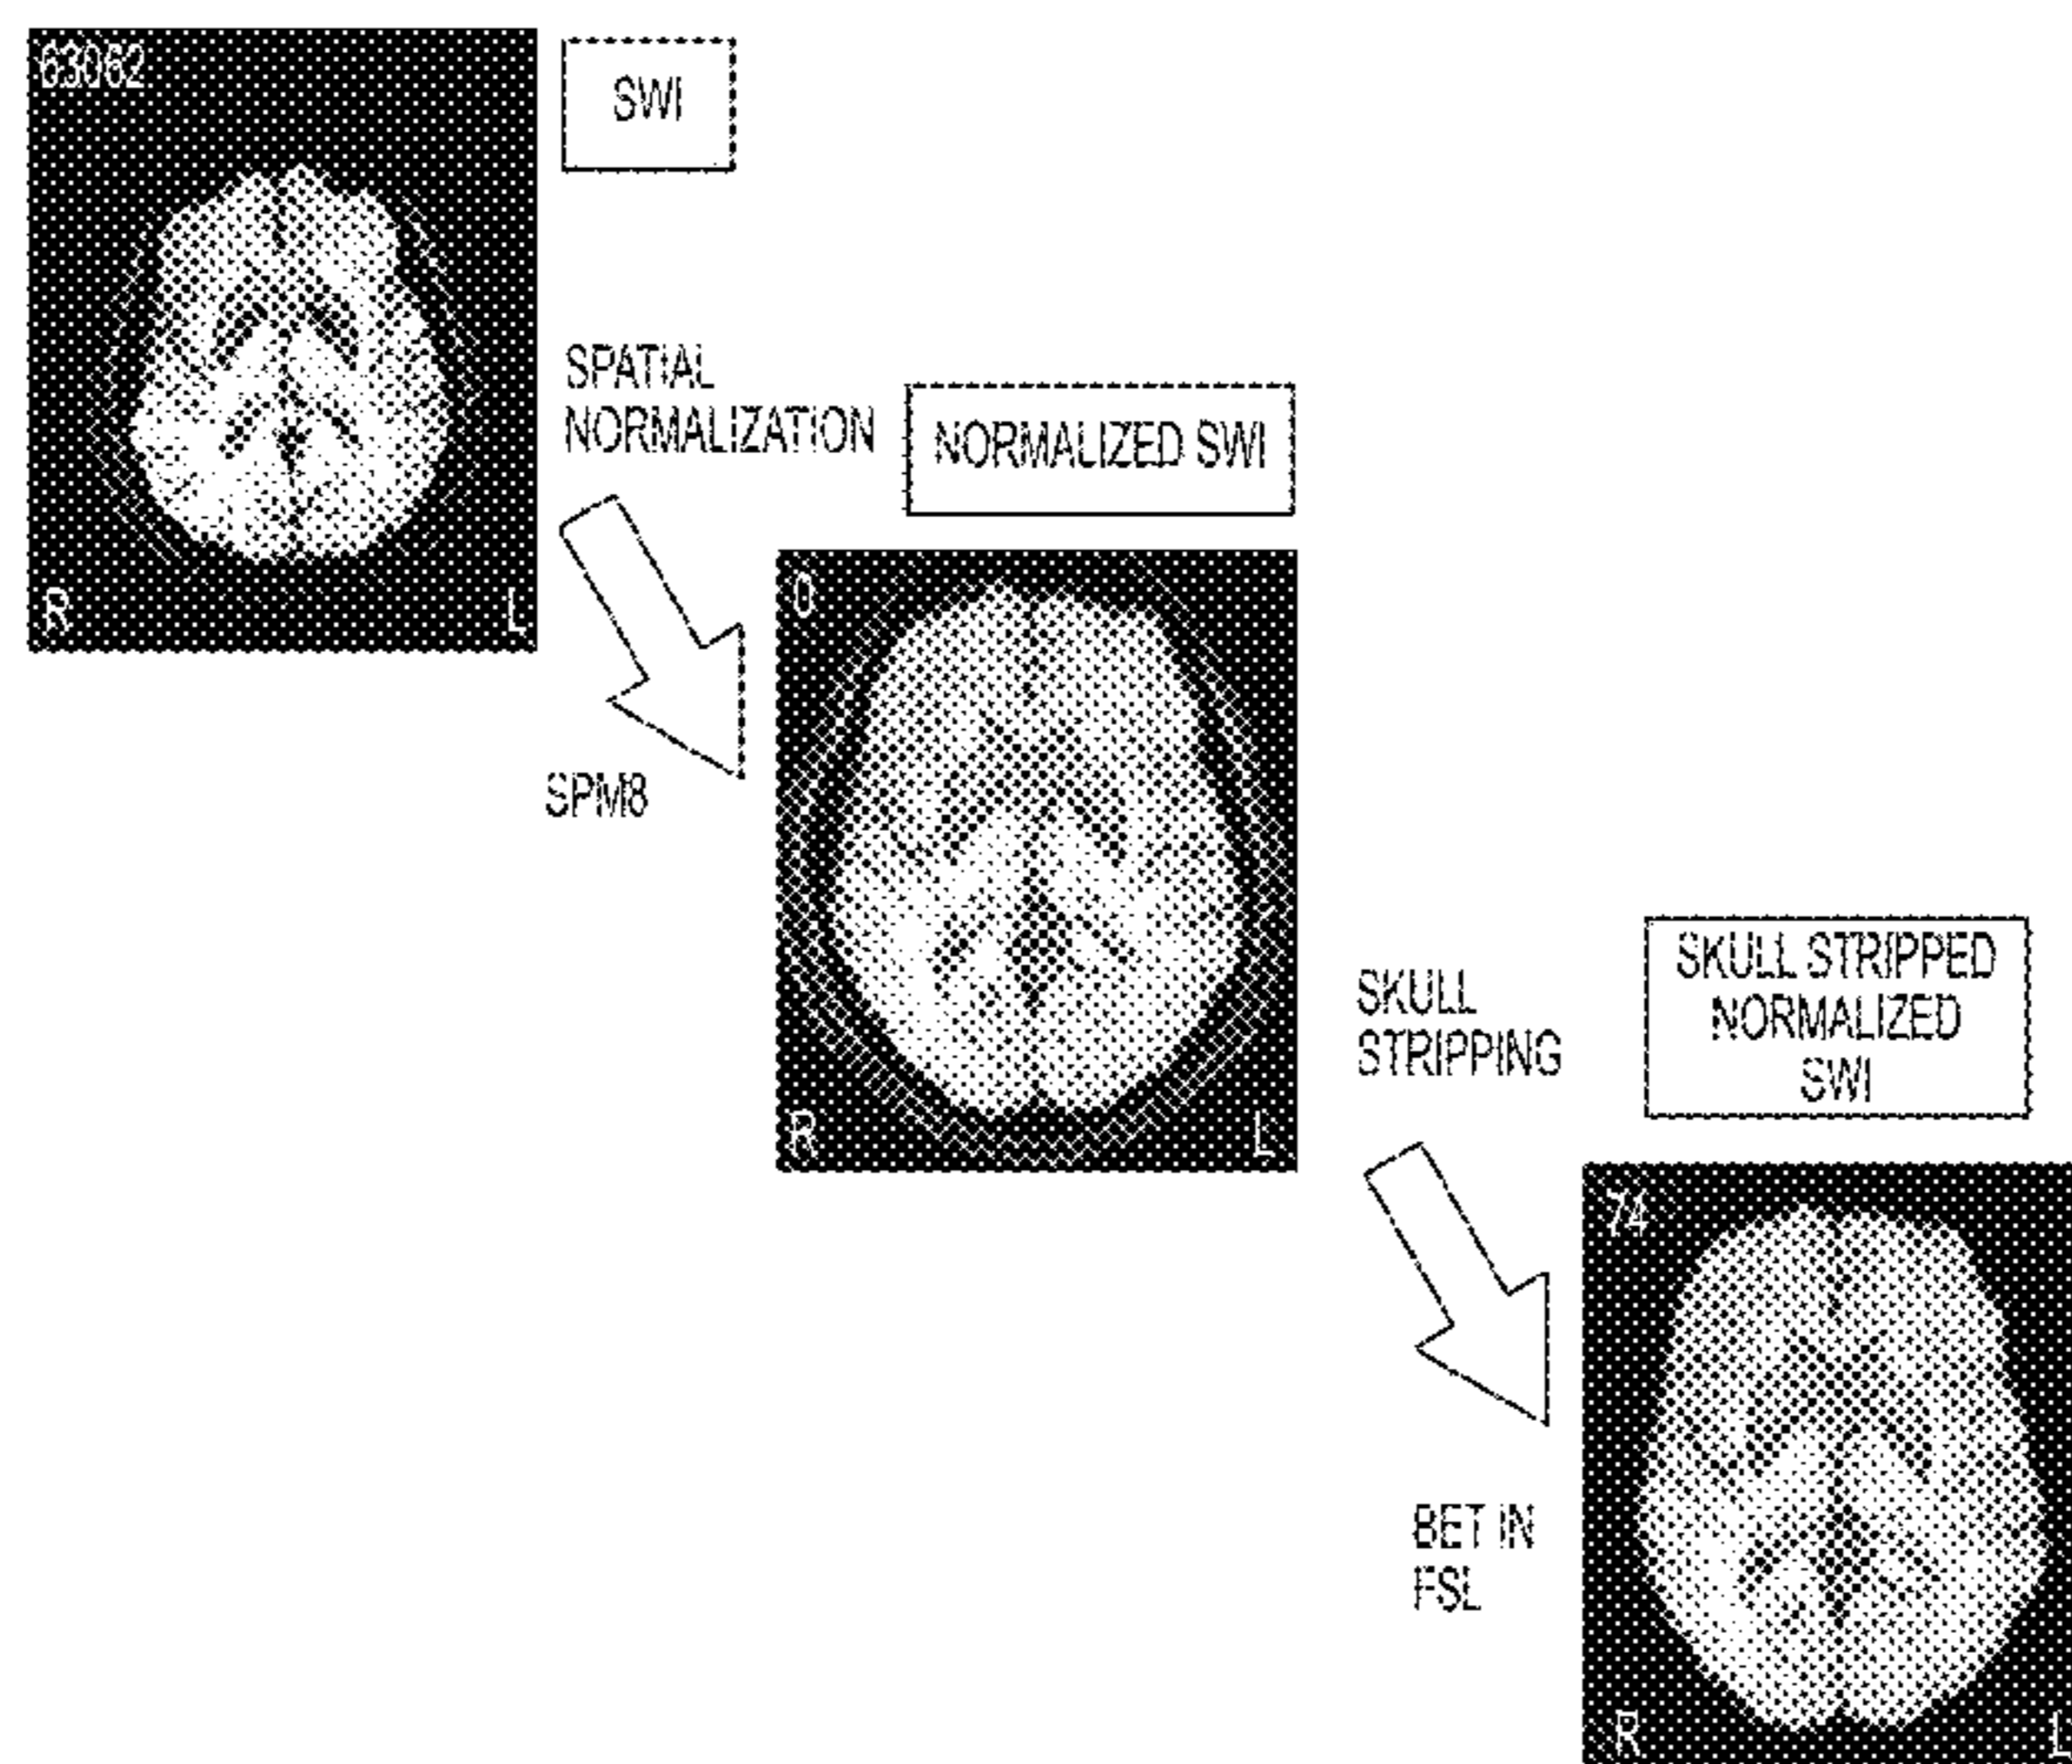 63062
SWI
R
L
SPATIAL
NORMALIZATION
SPM8
NORMALIZED SWI
0
R
L
SKULL
STRIPPING
BET IN
FSL
SKULL STRIPPED
NORMALIZED
SWI
74
R
L